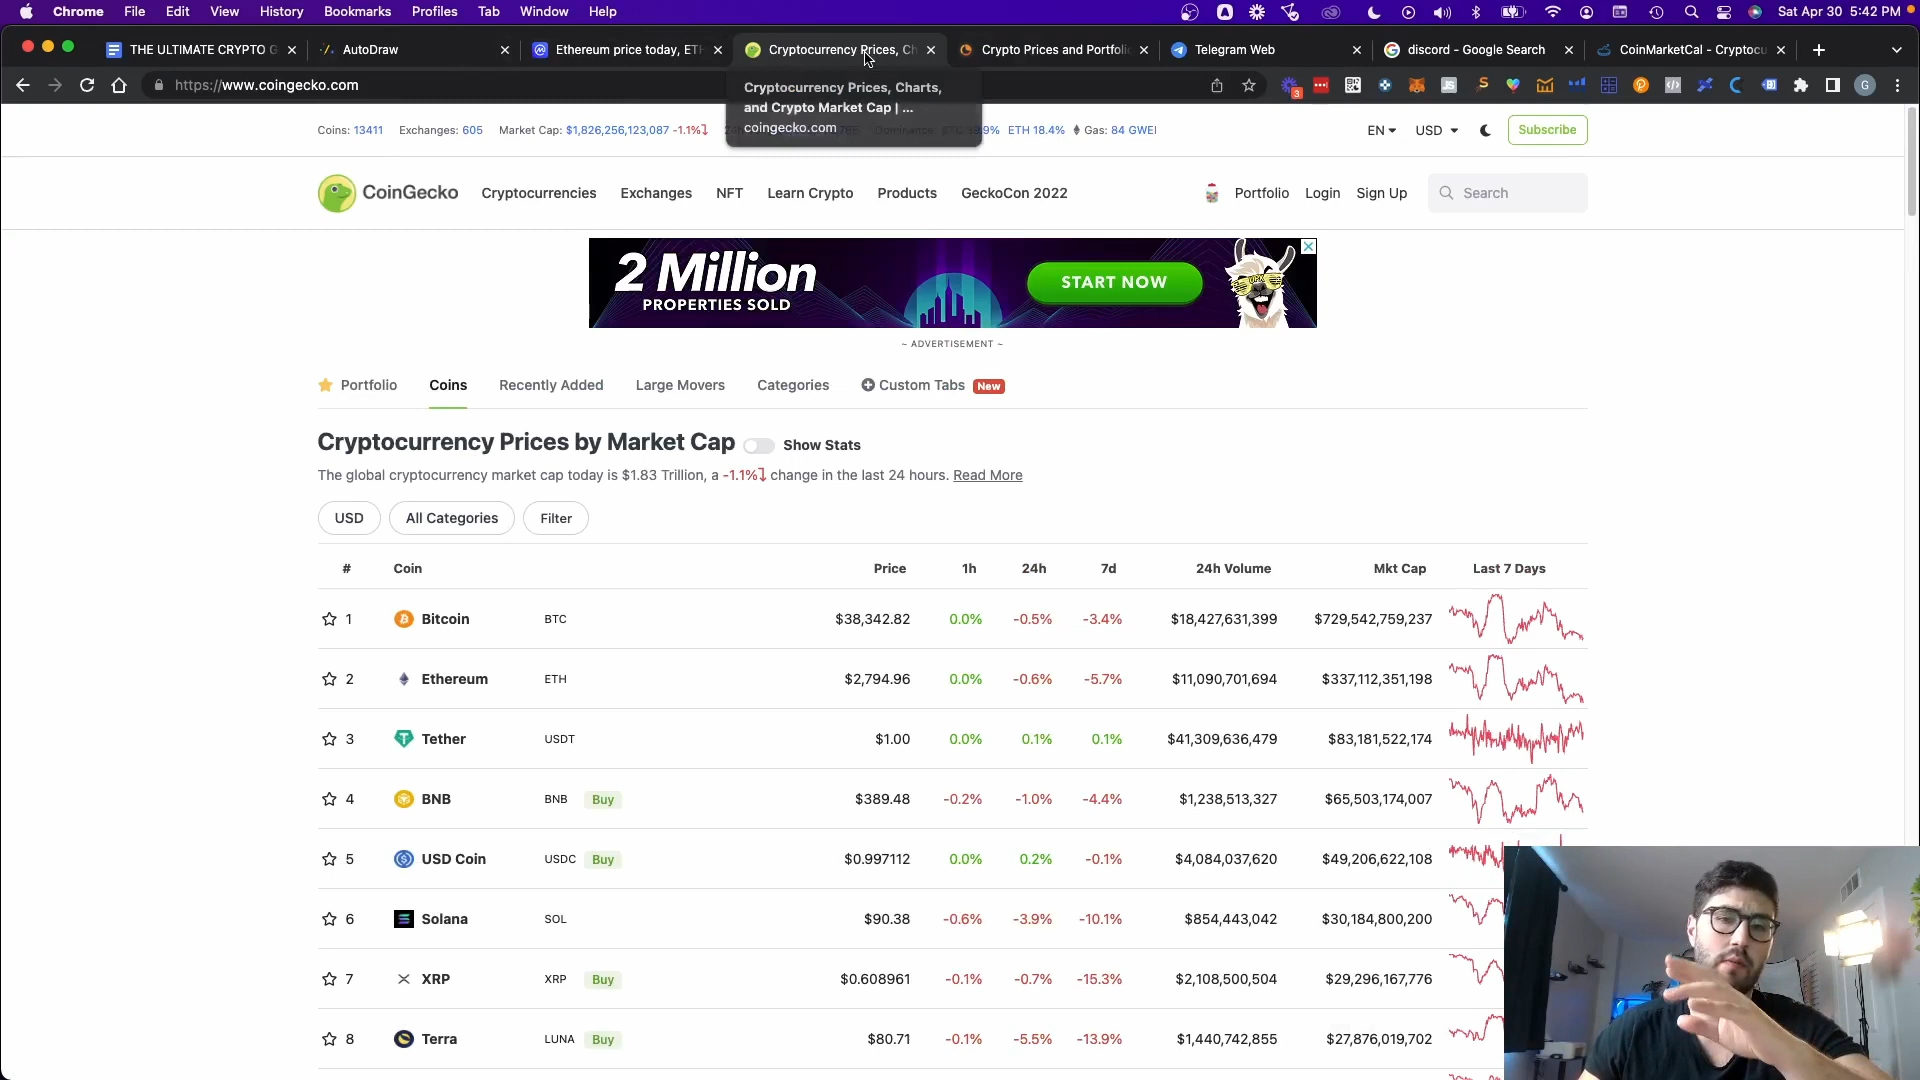 Chrome File Edit View History Bookmarks Profiles Tab Window Help Sat Apr 30 5:42 PM
THE ULTIMATE CRYPTO G AutoDraw Ethereum price today, ETH Cryptocurrency Prices, Ch Crypto Prices and Portfolio Telegram Web discord - Google Search CoinMarketCal - Cryptocu
https://www.coingecko.com
Cryptocurrency Prices, Charts,
and Crypto Market Cap | ...
coingecko.com
Coins: 13411 Exchanges: 605 Market Cap: $1,826,256,123,087 -1.1% ETH 18.4% Gas: 84 GWEI EN USD Subscribe
CoinGecko Cryptocurrencies Exchanges NFT Learn Crypto Products GeckoCon 2022 Portfolio Login Sign Up Search
2 Million
PROPERTIES SOLD
START NOW
~ ADVERTISEMENT ~
Portfolio Coins Recently Added Large Movers Categories Custom Tabs New
Cryptocurrency Prices by Market Cap Show Stats
The global cryptocurrency market cap today is $1.83 Trillion, a -1.1% change in the last 24 hours. Read More
USD All Categories Filter
# Coin Price 1h 24h 7d 24h Volume Mkt Cap Last 7 Days
1 Bitcoin BTC $38,342.82 0.0% -0.5% -3.4% $18,427,631,399 $729,542,759,237
2 Ethereum ETH $2,794.96 0.0% -0.6% -5.7% $11,090,701,694 $337,112,351,198
3 Tether USDT $1.00 0.0% 0.1% 0.1% $41,309,636,479 $83,181,522,174
4 BNB BNB Buy $389.48 -0.2% -1.0% -4.4% $1,238,513,327 $65,503,174,007
5 USD Coin USDC Buy $0.997112 0.0% 0.2% -0.1% $4,084,037,620 $49,206,622,108
6 Solana SOL $90.38 -0.6% -3.9% -10.1% $854,443,042 $30,184,800,200
7 XRP XRP Buy $0.608961 -0.1% -0.7% -15.3% $2,108,500,504 $29,296,167,776
8 Terra LUNA Buy $80.71 -0.1% -5.5% -13.9% $1,440,742,855 $27,876,019,702